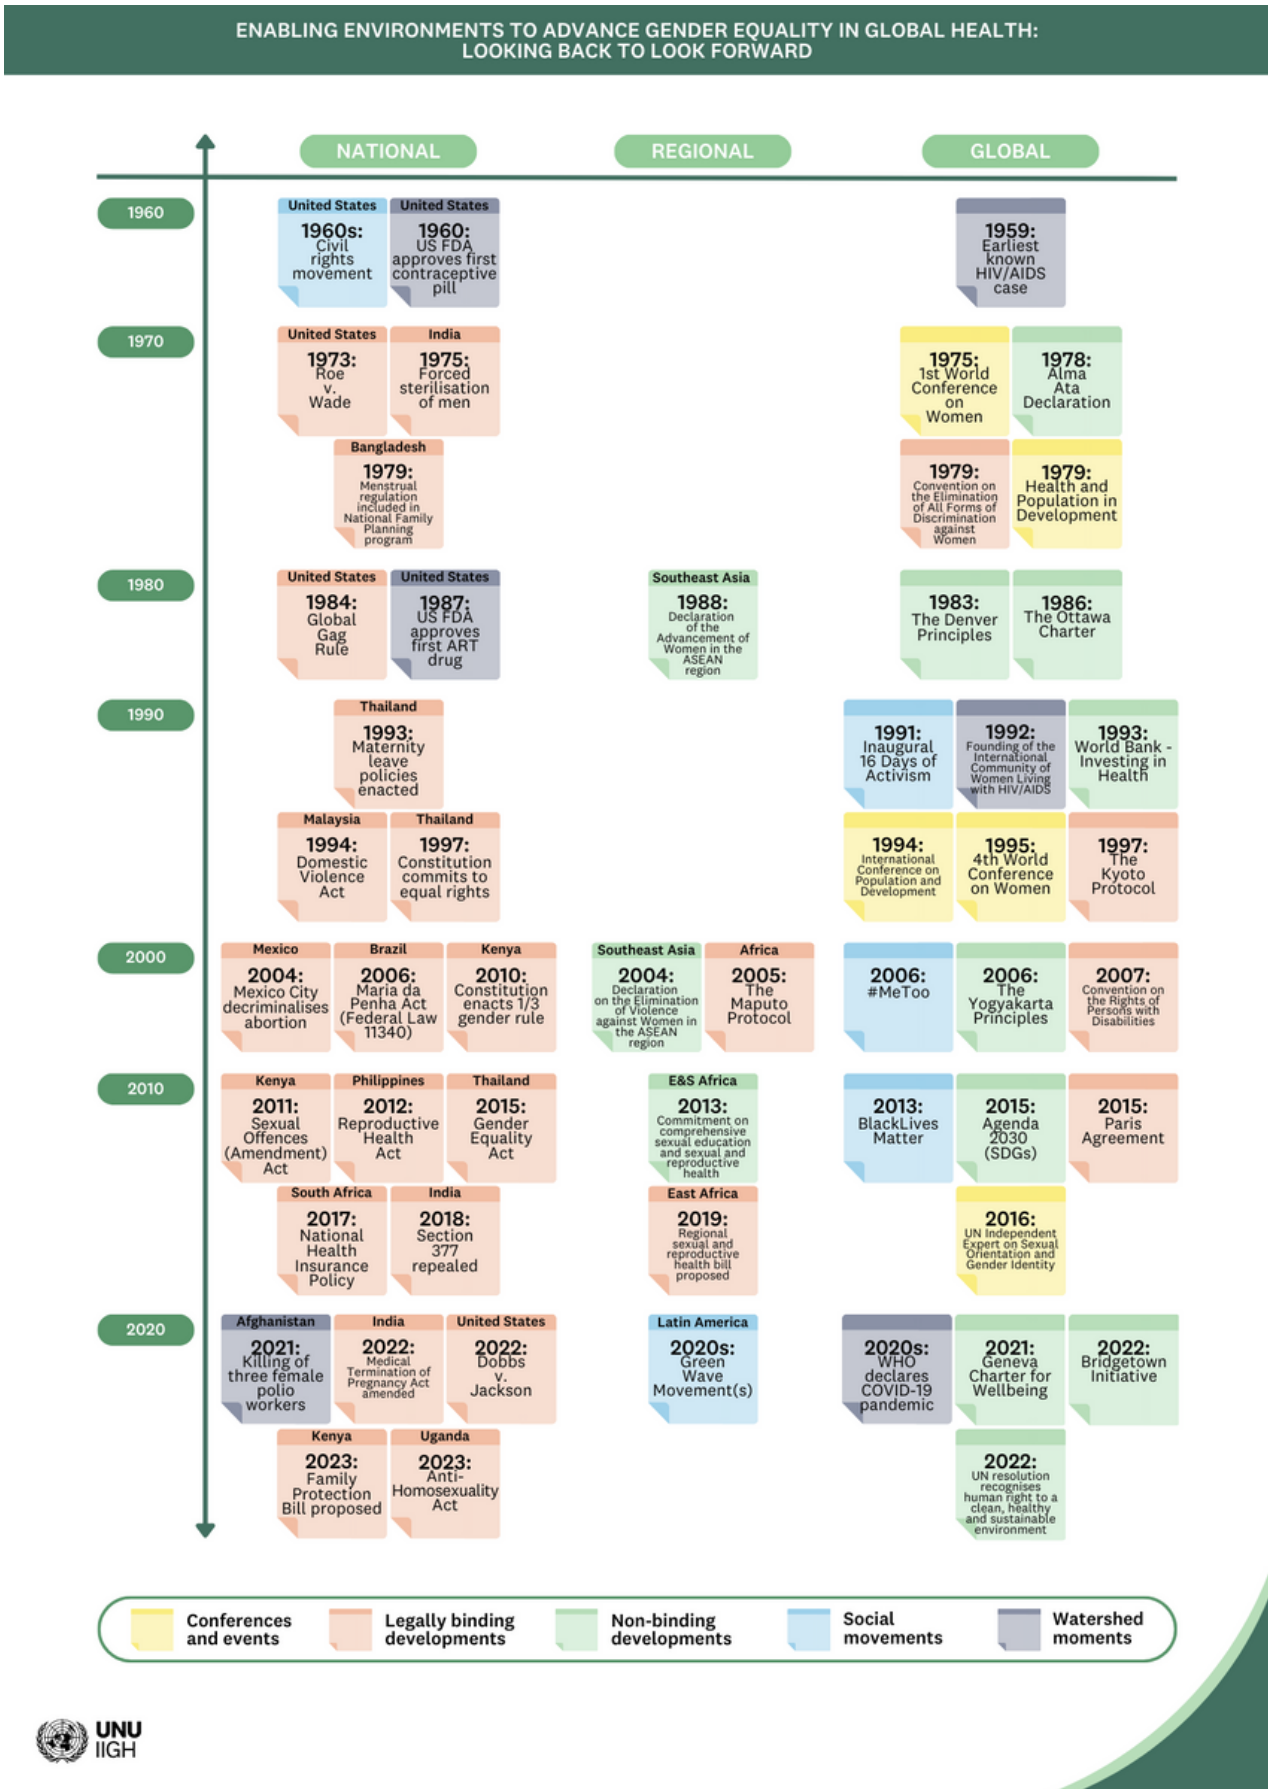 ENABLING ENVIRONMENTS TO ADVANCE GENDER EQUALITY IN GLOBAL HEALTH:
LOOKING BACK TO LOOK FORWARD
NATIONAL
REGIONAL
GLOBAL
1960
United States
1960s:
Civil
rights
movement
United States
1960:
US FDA
approves first
contraceptive
pill
1959:
Earliest
known
HIV/AIDS
case
1970
United States
1973:
Roe
v.
Wade
India
1975:
Forced
sterilisation
of men
Bangladesh
1979:
Menstrual
regulation
included in
National Family
Planning
program
1975:
1st World
Conference
on
Women
1978:
Alma
Ata
Declaration
1979:
Convention on
the Elimination
of All Forms of
Discrimination
against
Women
1979:
Health and
Population in
Development
1980
United States
1984:
Global
Gag
Rule
United States
1987:
US FDA
approves
first ART
drug
Southeast Asia
1988:
Declaration
of the
Advancement of
Women in the
ASEAN
region
1983:
The Denver
Principles
1986:
The Ottawa
Charter
1990
Thailand
1993:
Maternity
leave
policies
enacted
Malaysia
1994:
Domestic
Violence
Act
Thailand
1997:
Constitution
commits to
equal rights
1991:
Inaugural
16 Days of
Activism
1992:
Founding of the
International
Community of
Women Living
with HIV/AIDS
1993:
World Bank -
Investing in
Health
1994:
International
Conference on
Population and
Development
1995:
4th World
Conference
on Women
1997:
The
Kyoto
Protocol
2000
Mexico
2004:
Mexico City
decriminalises
abortion
Brazil
2006:
Maria da
Penha Act
(Federal Law
11340)
Kenya
2010:
Constitution
enacts 1/3
gender rule
Southeast Asia
2004:
Declaration
on the Elimination
of Violence
against Women in
the ASEAN
region
Africa
2005:
The
Maputo
Protocol
2006:
#MeToo
2006:
The
Yogyakarta
Principles
2007:
Convention on
the Rights of
Persons with
Disabilities
2010
Kenya
2011:
Sexual
Offences
(Amendment)
Act
Philippines
2012:
Reproductive
Health
Act
Thailand
2015:
Gender
Equality
Act
South Africa
2017:
National
Health
Insurance
Policy
India
2018:
Section
377
repealed
E&S Africa
2013:
Commitment on
comprehensive
sexual education
and sexual and
reproductive
health
East Africa
2019:
Regional
sexual and
reproductive
health bill
proposed
2013:
BlackLives
Matter
2015:
Agenda
2030
(SDGs)
2015:
Paris
Agreement
2016:
UN Independent
Expert on Sexual
Orientation and
Gender Identity
2020
Afghanistan
2021:
Killing of
three female
polio
workers
India
2022:
Medical
Termination of
Pregnancy Act
amended
United States
2022:
Dobbs
v.
Jackson
Kenya
2023:
Family
Protection
Bill proposed
Uganda
2023:
Anti-
Homosexuality
Act
Latin America
2020s:
Green
Wave
Movement(s)
2020s:
WHO
declares
COVID-19
pandemic
2021:
Geneva
Charter for
Wellbeing
2022:
Bridgetown
Initiative
2022:
UN resolution
recognises
human right to a
clean, healthy
and sustainable
environment
Conferences
and events
Legally binding
developments
Non-binding
developments
Social
movements
Watershed
moments
UNU
IIGH